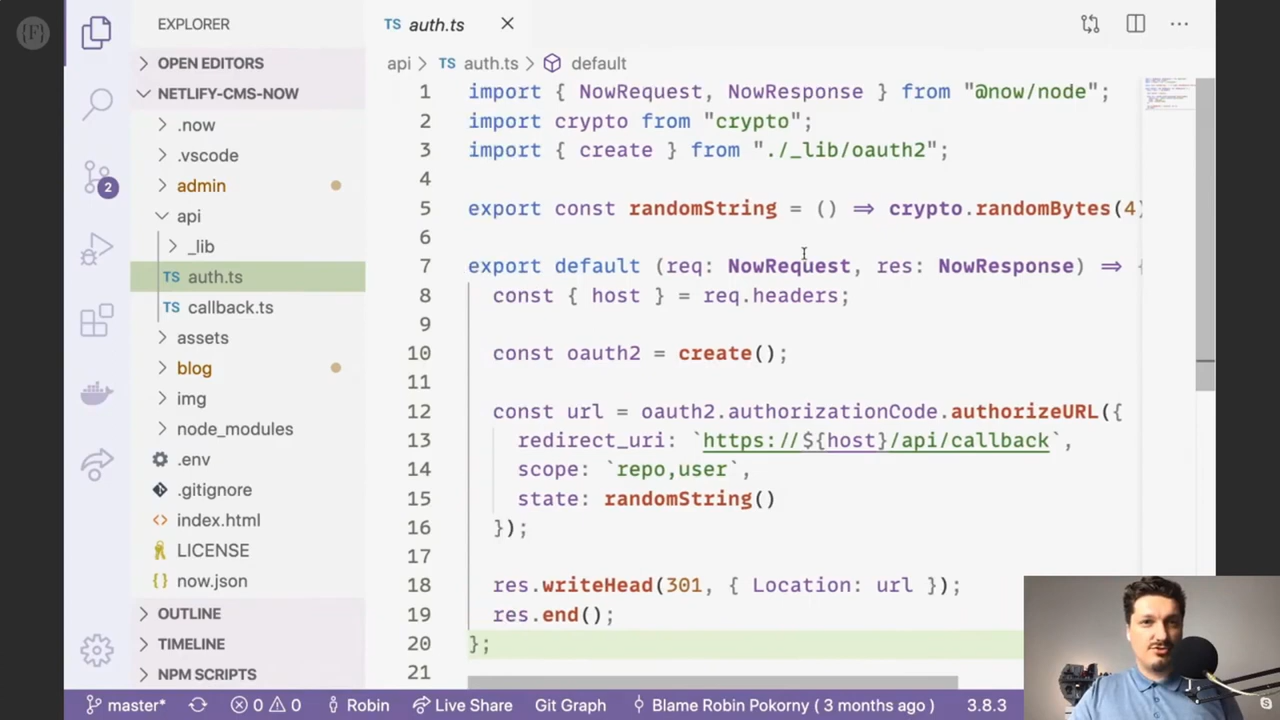 {F}
EXPLORER
OPEN EDITORS
NETLIFY-CMS-NOW
.now
.vscode
admin
api
_lib
TS auth.ts
TS callback.ts
assets
blog
img
node_modules
.env
.gitignore
index.html
LICENSE
{} now.json
OUTLINE
TIMELINE
NPM SCRIPTS
2
TS auth.ts
api > TS auth.ts > default
1 import { NowRequest, NowResponse } from "@now/node";
2 import crypto from "crypto";
3 import { create } from "./_lib/oauth2";
4
5 export const randomString = () => crypto.randomBytes(4)
6
7 export default (req: NowRequest, res: NowResponse) => {
8 const { host } = req.headers;
9
10 const oauth2 = create();
11
12 const url = oauth2.authorizationCode.authorizeURL({
13 redirect_uri: `https://${host}/api/callback`,
14 scope: `repo,user`,
15 state: randomString()
16 });
17
18 res.writeHead(301, { Location: url });
19 res.end();
20 };
21
master* 0 0 Robin Live Share Git Graph Blame Robin Pokorny ( 3 months ago ) 3.8.3